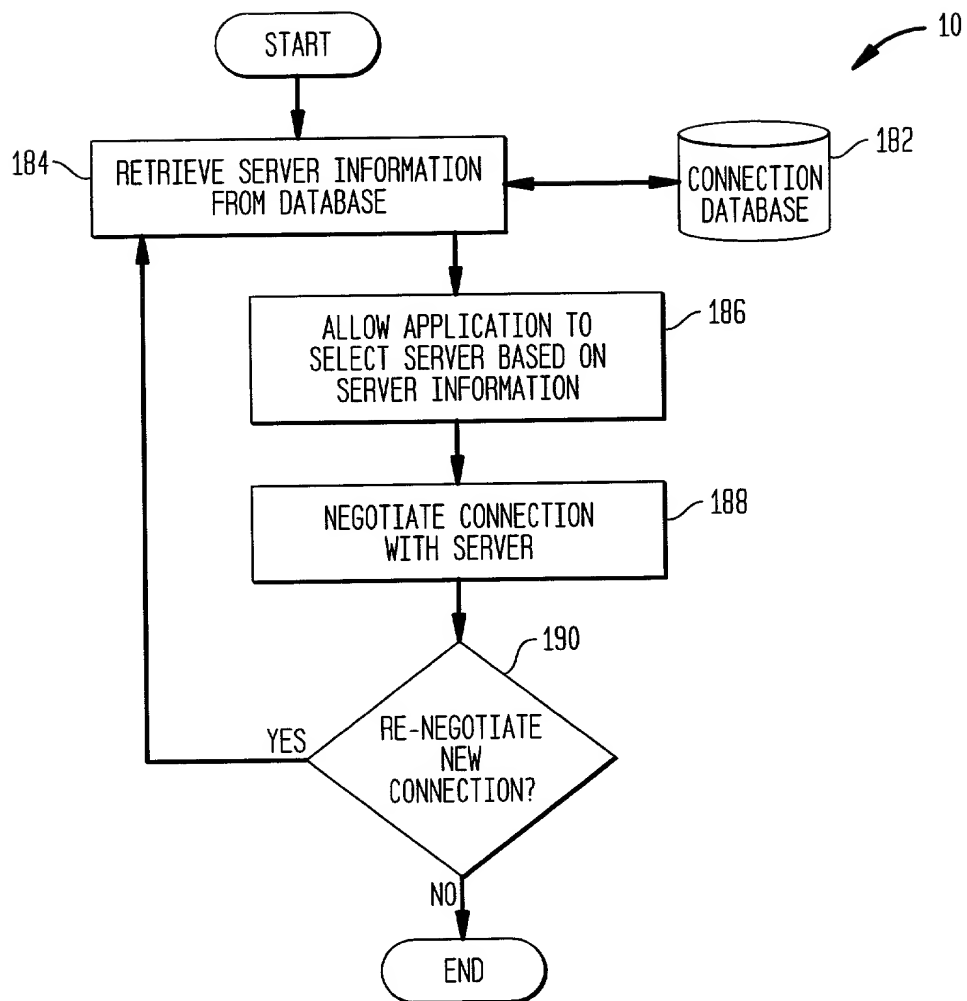 START
10
184
RETRIEVE SERVER INFORMATION
FROM DATABASE
182
CONNECTION
DATABASE
ALLOW APPLICATION TO
SELECT SERVER BASED ON
SERVER INFORMATION
186
NEGOTIATE CONNECTION
WITH SERVER
188
190
RE-NEGOTIATE
NEW
CONNECTION?
YES
NO
END